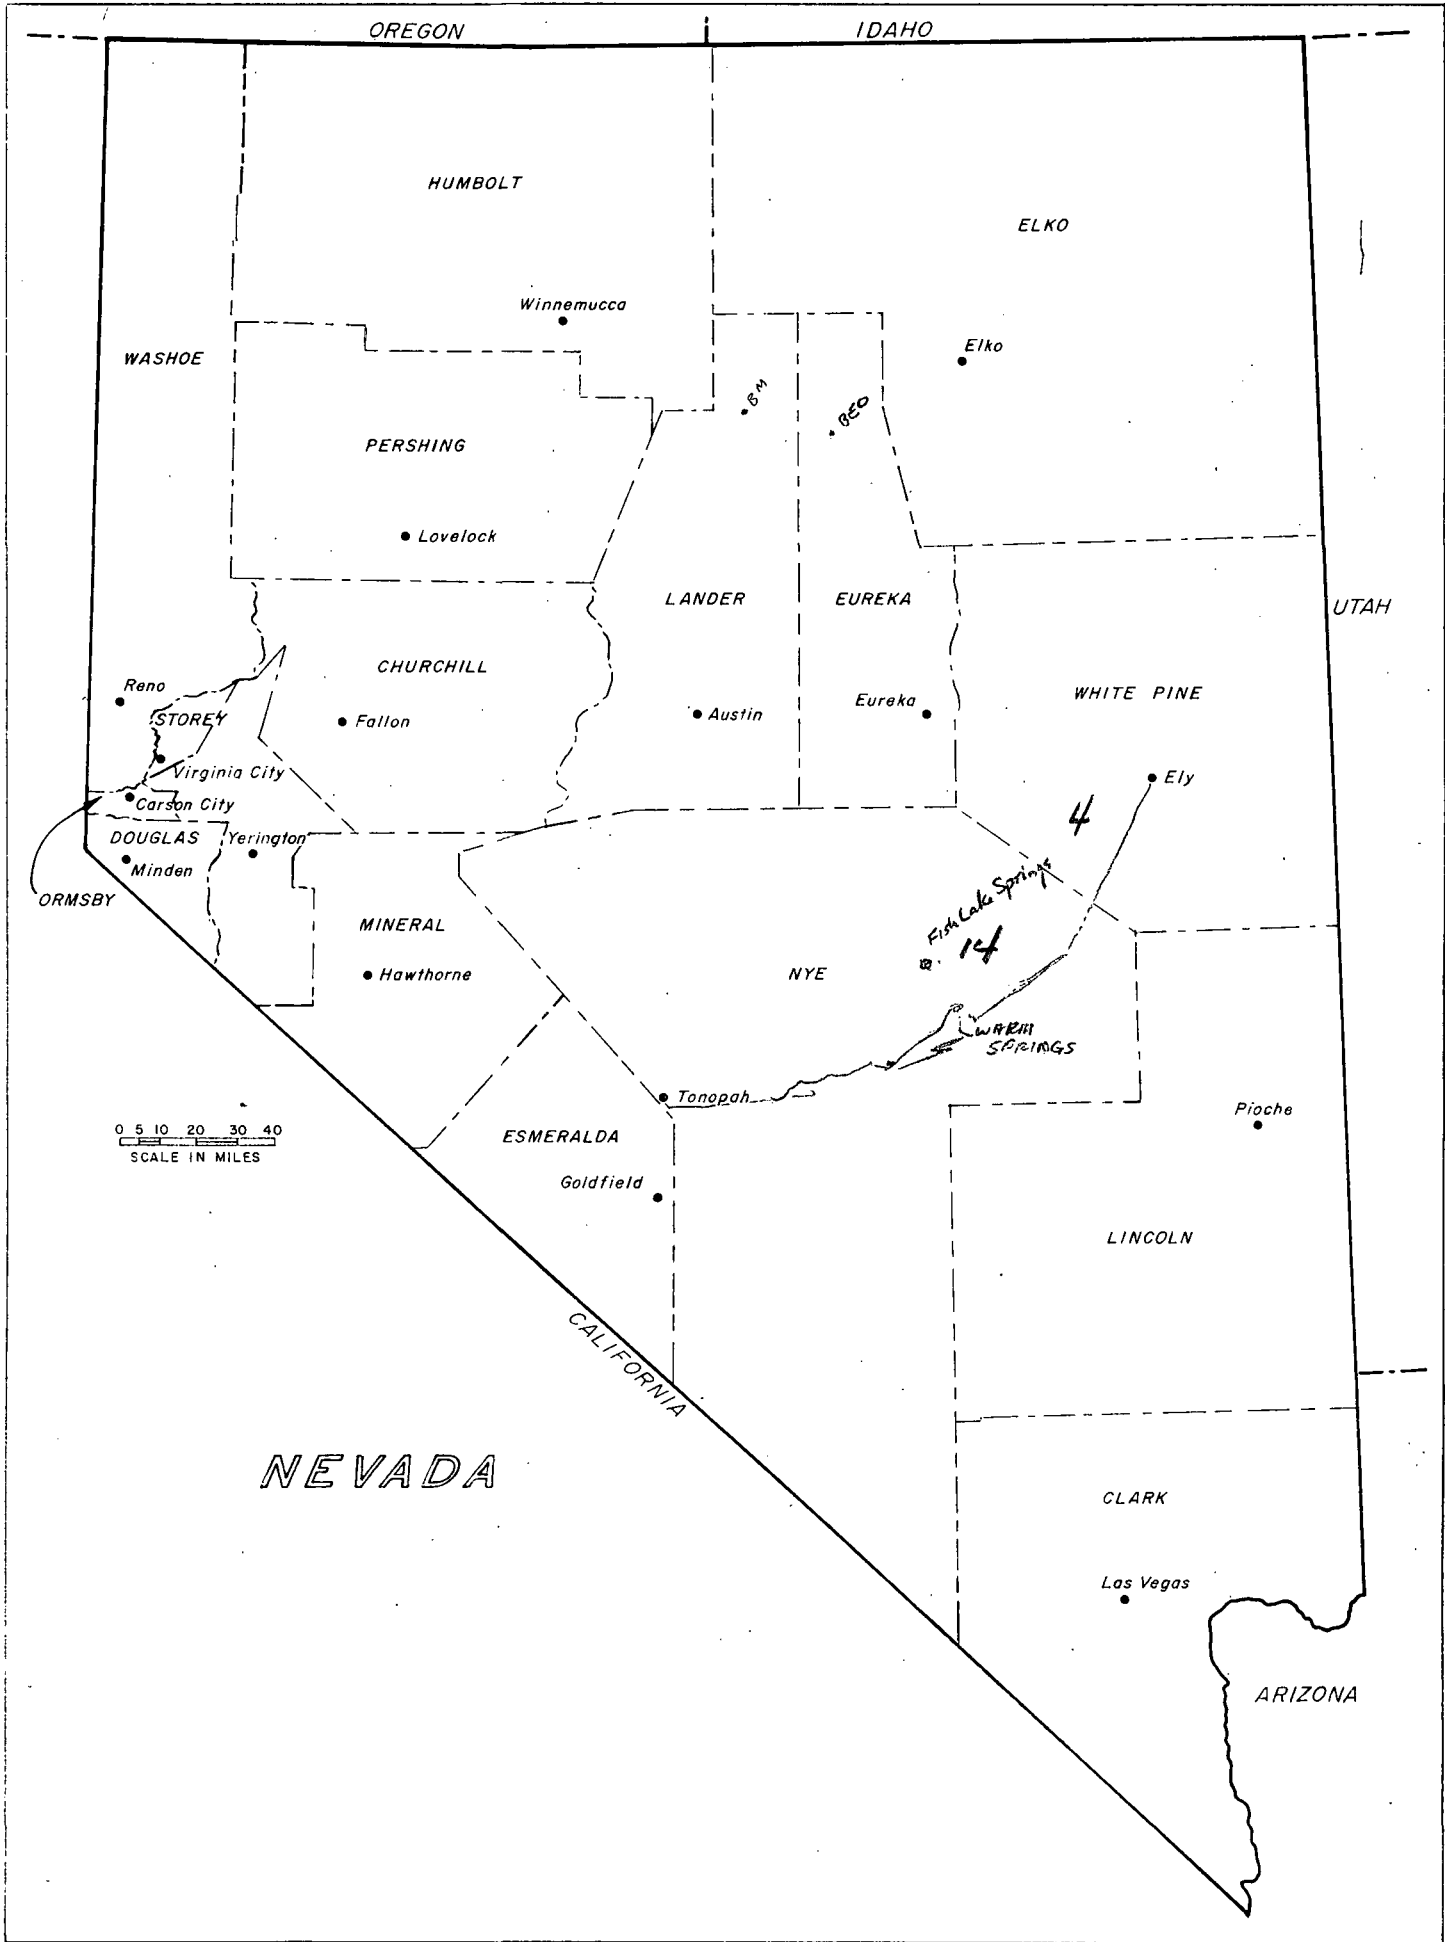 OREGON
IDAHO
HUMBOLT
ELKO
Winnemucca
WASHOE
Elko
BM
BEO
PERSHING
Lovelock
LANDER
EUREKA
UTAH
CHURCHILL
Reno
WHITE PINE
STOREY
Fallon
Austin
Eureka
Virginia City
Ely
Carson City
4
DOUGLAS
Yerington
Minden
ORMSBY
Fish Lake Springs
MINERAL
14
Hawthorne
NYE
WARM
SPRINGS
Tonopah
Pioche
0 5 10 20 30 40
SCALE IN MILES
ESMERALDA
Goldfield
LINCOLN
CALIFORNIA
NEVADA
CLARK
Las Vegas
ARIZONA